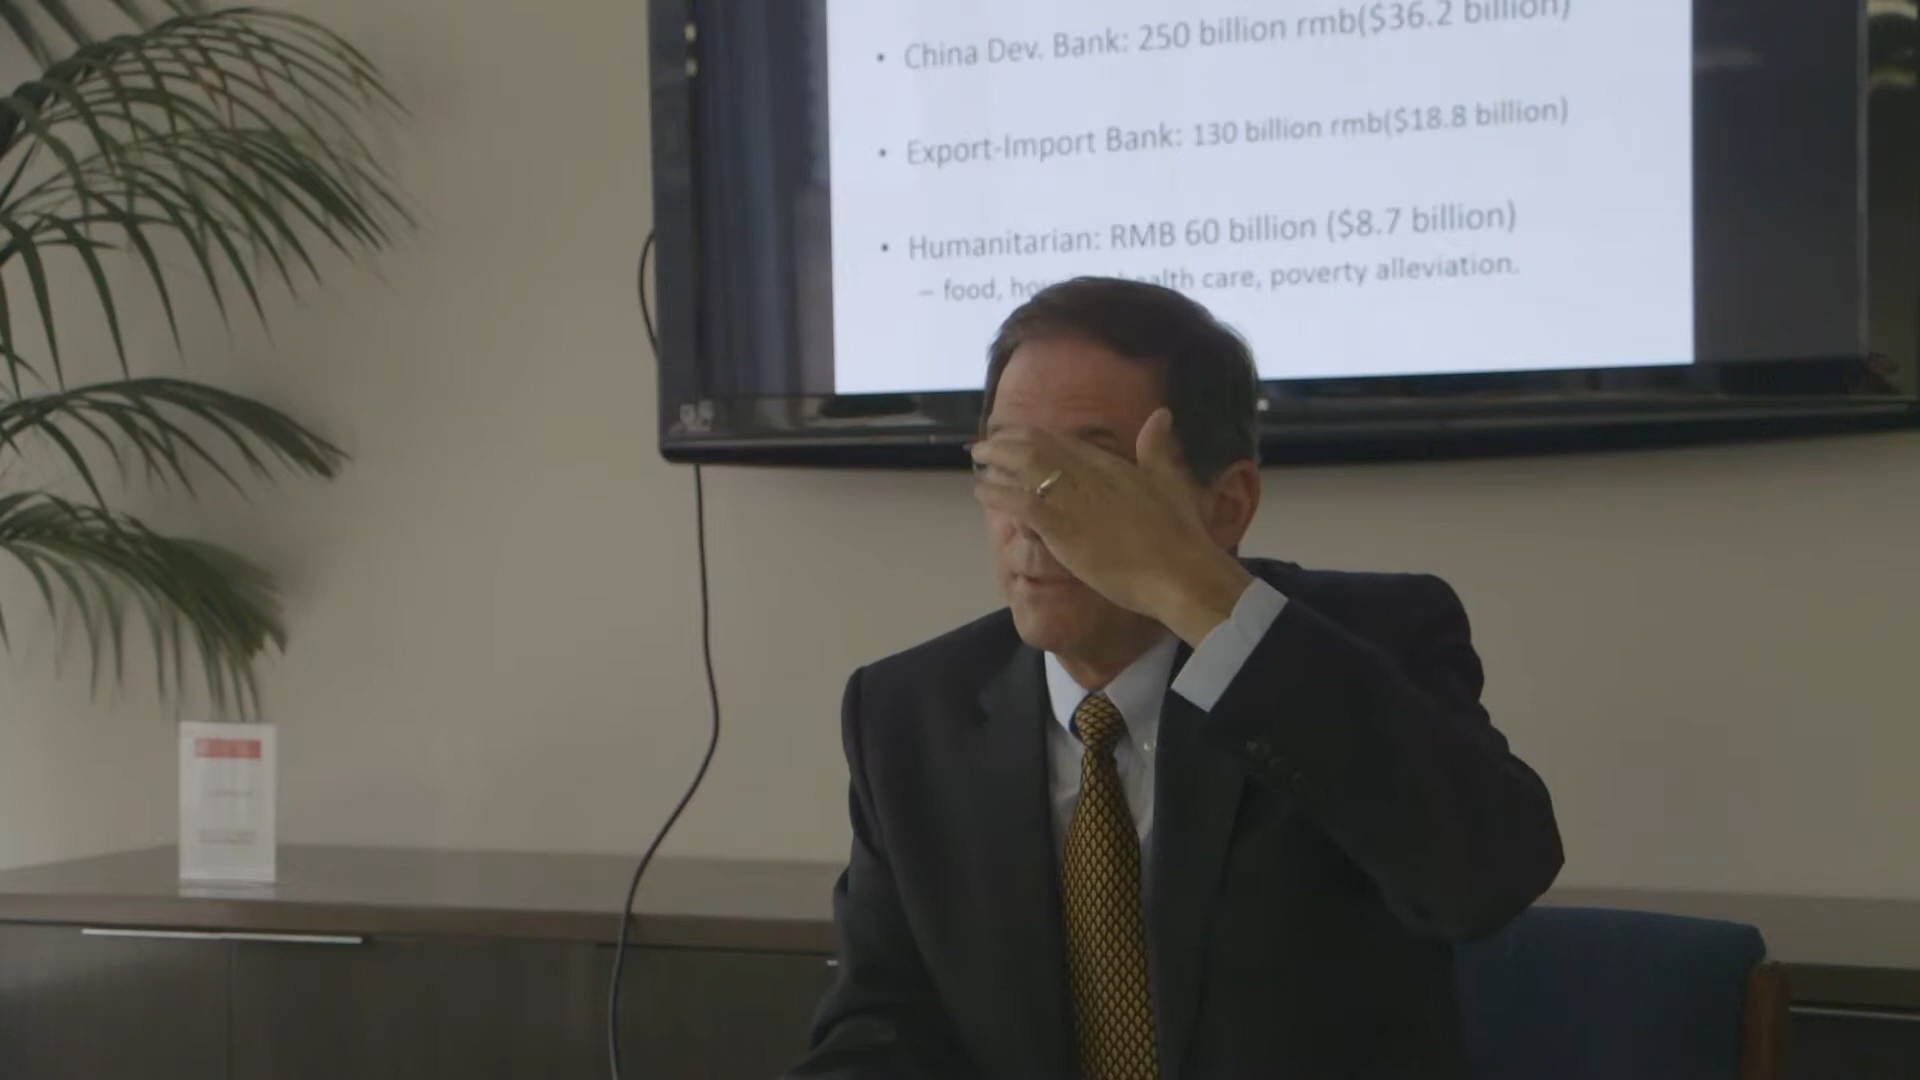 • China Dev. Bank: 250 billion rmb($36.2 billion)
• Export-Import Bank: 130 billion rmb($18.8 billion)
• Humanitarian: RMB 60 billion ($8.7 billion)
– food, care, poverty alleviation.